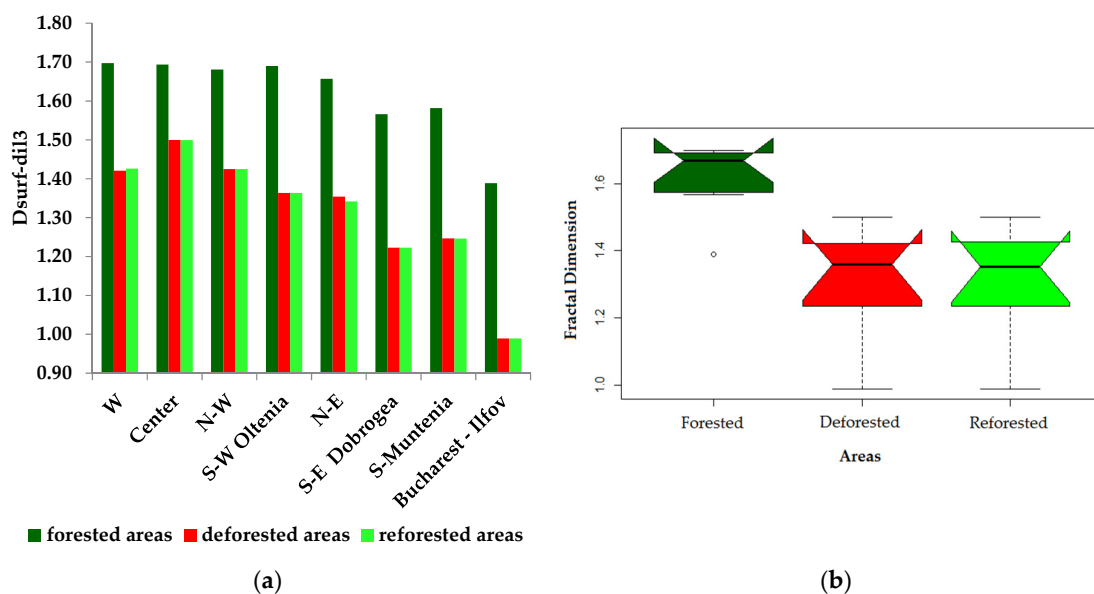 1.80
1.70
1.60
1.50
1.40
1.30
1.20
1.10
1.00
0.90
Dsurf-dil3
W
Center
N-W
S-W Oltenia
N-E
S-E Dobrogea
S-Muntenia
Bucharest - Ilfov
forested areas deforested areas reforested areas
(a)
Fractal Dimension
1.6
1.4
1.2
1.0
Forested Deforested Reforested
Areas
(b)